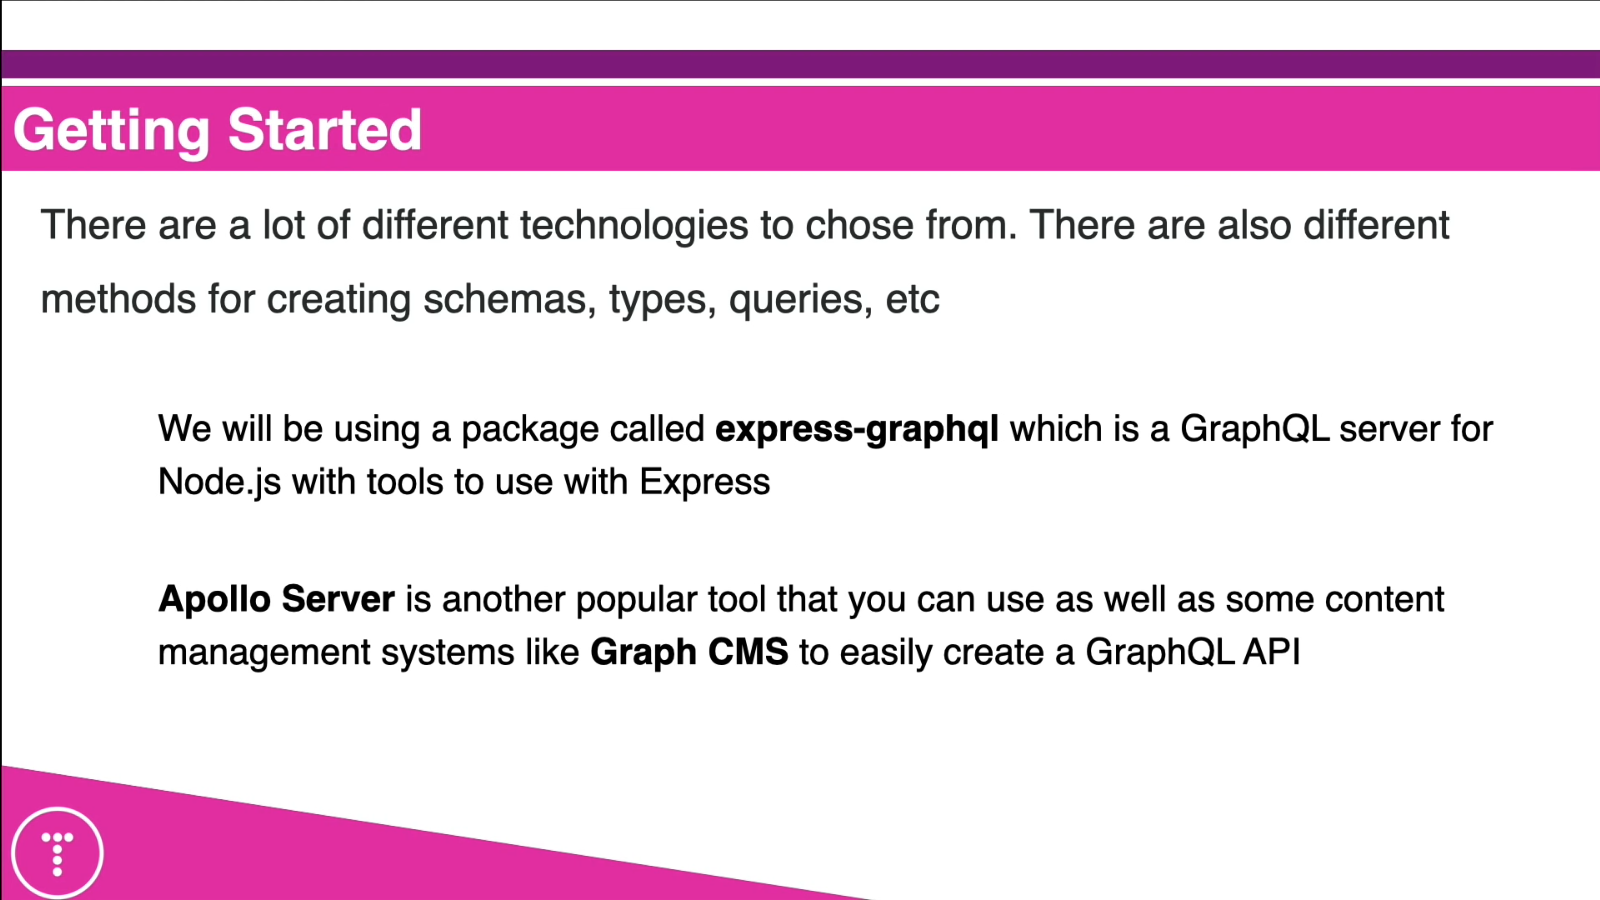 Getting Started
There are a lot of different technologies to chose from. There are also different
methods for creating schemas, types, queries, etc
We will be using a package called express-graphql which is a GraphQL server for
Node.js with tools to use with Express
Apollo Server is another popular tool that you can use as well as some content
management systems like Graph CMS to easily create a GraphQL API
T